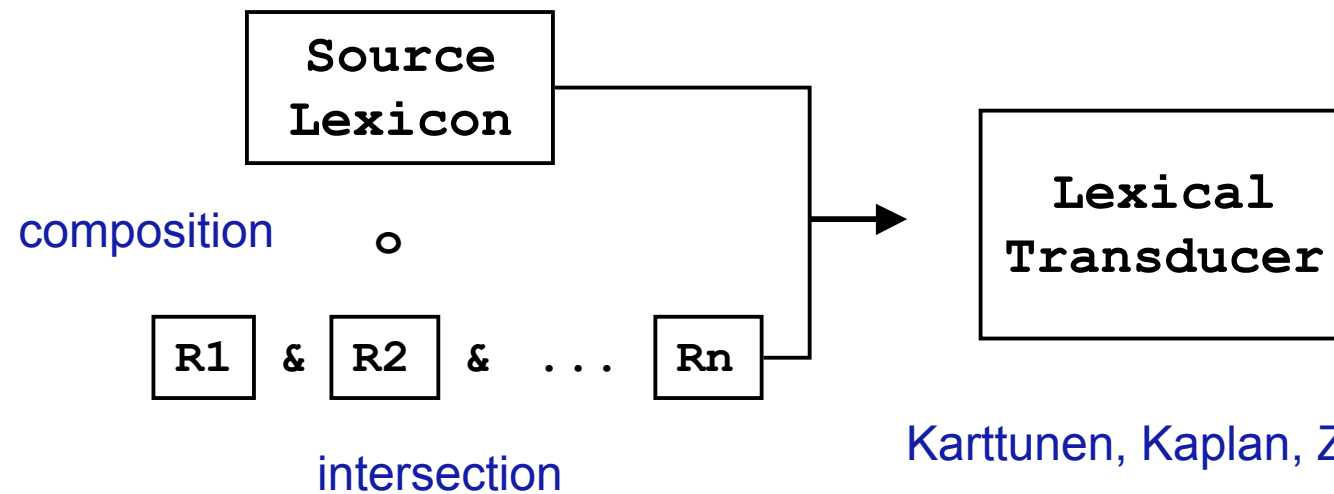 Source
Lexicon
composition
o
R1 & R2 & ... Rn
intersection
Lexical
Transducer
Karttunen, Kaplan,